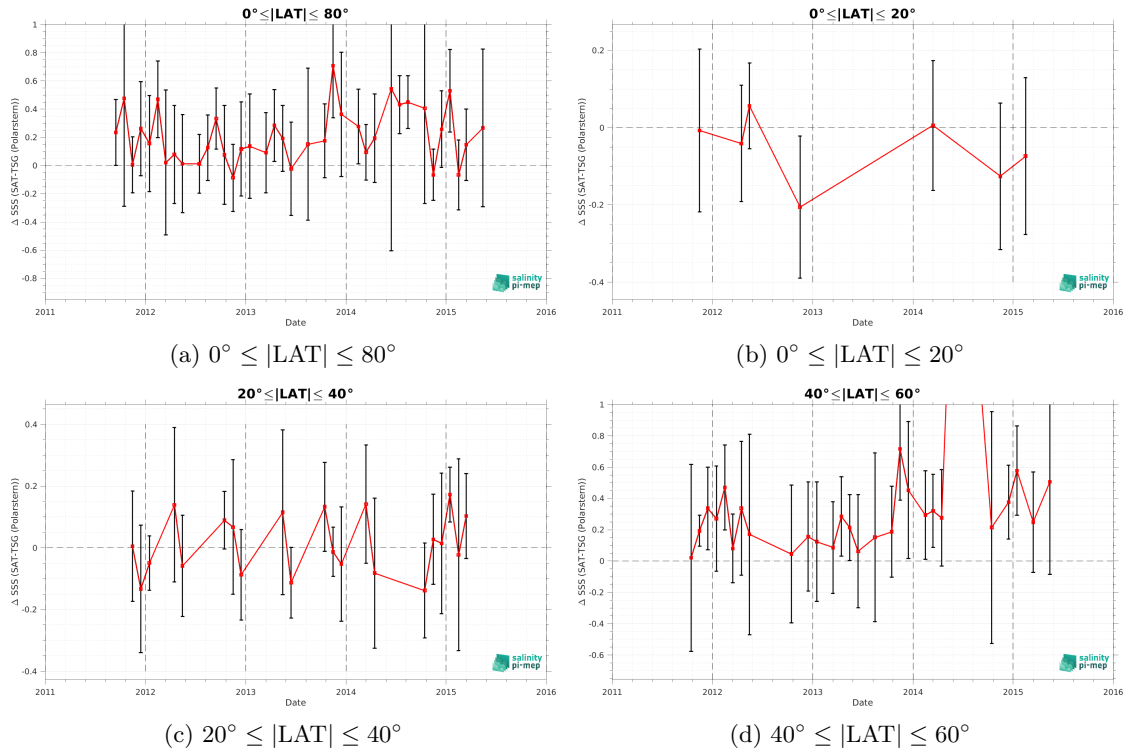 0°≤|LAT|≤ 80°
Δ SSS (SAT-TSG (Polarstern))
1
0.8
0.6
0.4
0.2
0
-0.2
-0.4
-0.6
-0.8
2011 2012 2013 2014 2015 2016
Date
salinity
pi-mep
(a) 0° ≤ |LAT| ≤ 80°
0°≤|LAT|≤ 20°
Δ SSS (SAT-TSG (Polarstern))
0.2
0
-0.2
-0.4
2011 2012 2013 2014 2015 2016
Date
salinity
pi-mep
(b) 0° ≤ |LAT| ≤ 20°
20°≤|LAT|≤ 40°
Δ SSS (SAT-TSG (Polarstern))
0.4
0.2
0
-0.2
-0.4
2011 2012 2013 2014 2015 2016
Date
salinity
pi-mep
(c) 20° ≤ |LAT| ≤ 40°
40°≤|LAT|≤ 60°
Δ SSS (SAT-TSG (Polarstern))
1
0.8
0.6
0.4
0.2
0
-0.2
-0.4
-0.6
2011 2012 2013 2014 2015 2016
Date
salinity
pi-mep
(d) 40° ≤ |LAT| ≤ 60°